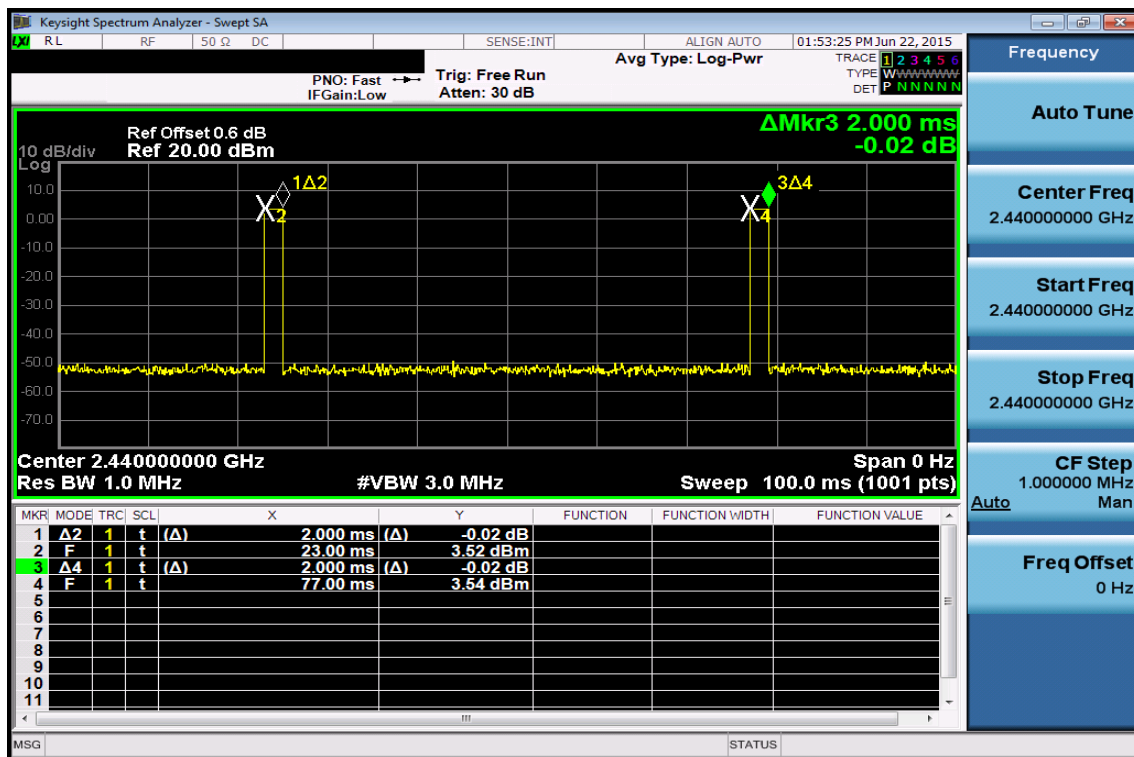 Keysight Spectrum Analyzer - Swept SA
LXI RL RF 50 Ω DC SENSE:INT ALIGN AUTO 01:53:25 PM Jun 22, 2015
PNO: Fast
IFGain:Low
Trig: Free Run
Atten: 30 dB
Avg Type: Log-Pwr
TRACE 1 2 3 4 5 6
TYPE WWWWWW
DET P N N N N N
ΔMkr3 2.000 ms
-0.02 dB
Ref Offset 0.6 dB
10 dB/div Ref 20.00 dBm
Log
10.0
0.00
-10.0
-20.0
-30.0
-40.0
-50.0
-60.0
-70.0
1Δ2
X2
3Δ4
X4
Center 2.440000000 GHz Span 0 Hz
Res BW 1.0 MHz #VBW 3.0 MHz Sweep 100.0 ms (1001 pts)
MKR MODE TRC SCL X Y FUNCTION FUNCTION WIDTH FUNCTION VALUE
1 Δ2 1 t (Δ) 2.000 ms (Δ) -0.02 dB
2 F 1 t 23.00 ms 3.52 dBm
3 Δ4 1 t (Δ) 2.000 ms (Δ) -0.02 dB
4 F 1 t 77.00 ms 3.54 dBm
5
6
7
8
9
10
11
MSG STATUS
Frequency
Auto Tune
Center Freq
2.440000000 GHz
Start Freq
2.440000000 GHz
Stop Freq
2.440000000 GHz
CF Step
1.000000 MHz
Auto Man
Freq Offset
0 Hz